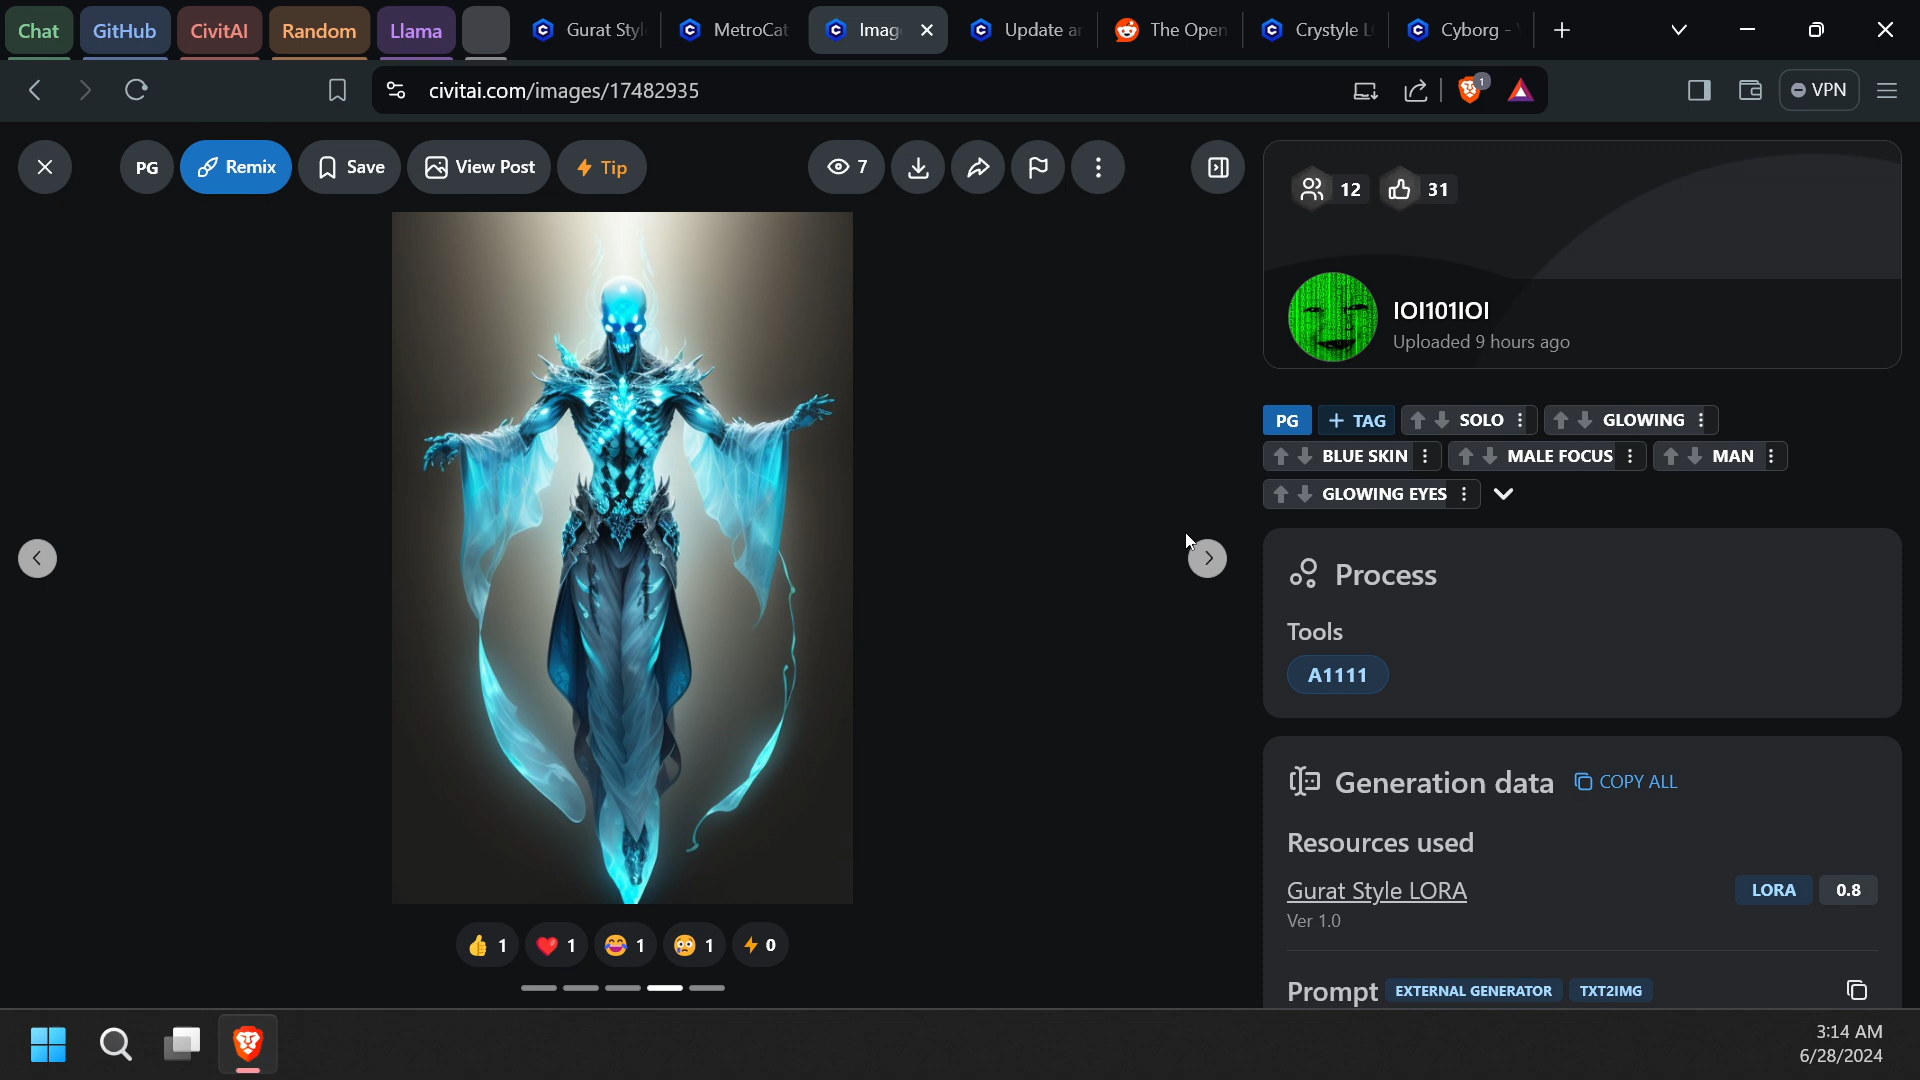 Chat
GitHub
CivitAI
Random
Llama
Gurat Styl
MetroCat
Imag
Update an
The Open
Crystyle L
Cyborg -
civitai.com/images/17482935
1
VPN
PG
Remix
Save
View Post
Tip
7
12
31
IOI101IOI
Uploaded 9 hours ago
PG
+ TAG
SOLO
GLOWING
BLUE SKIN
MALE FOCUS
MAN
GLOWING EYES
Process
Tools
A1111
Generation data
COPY ALL
Resources used
Gurat Style LORA
LORA
0.8
Ver 1.0
Prompt
EXTERNAL GENERATOR
TXT2IMG
1
1
1
1
0
3:14 AM
6/28/2024